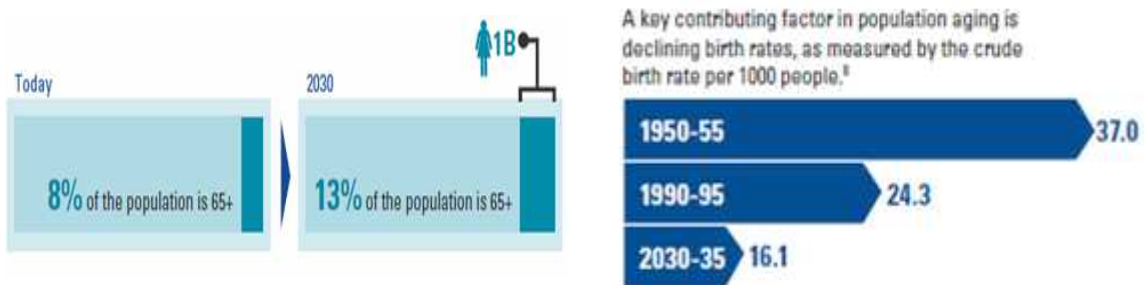 1B
Today
2030
8% of the population is 65+
13% of the population is 65+
A key contributing factor in population aging is
declining birth rates, as measured by the crude
birth rate per 1000 people.8
1950-55
37.0
1990-95
24.3
2030-35
16.1